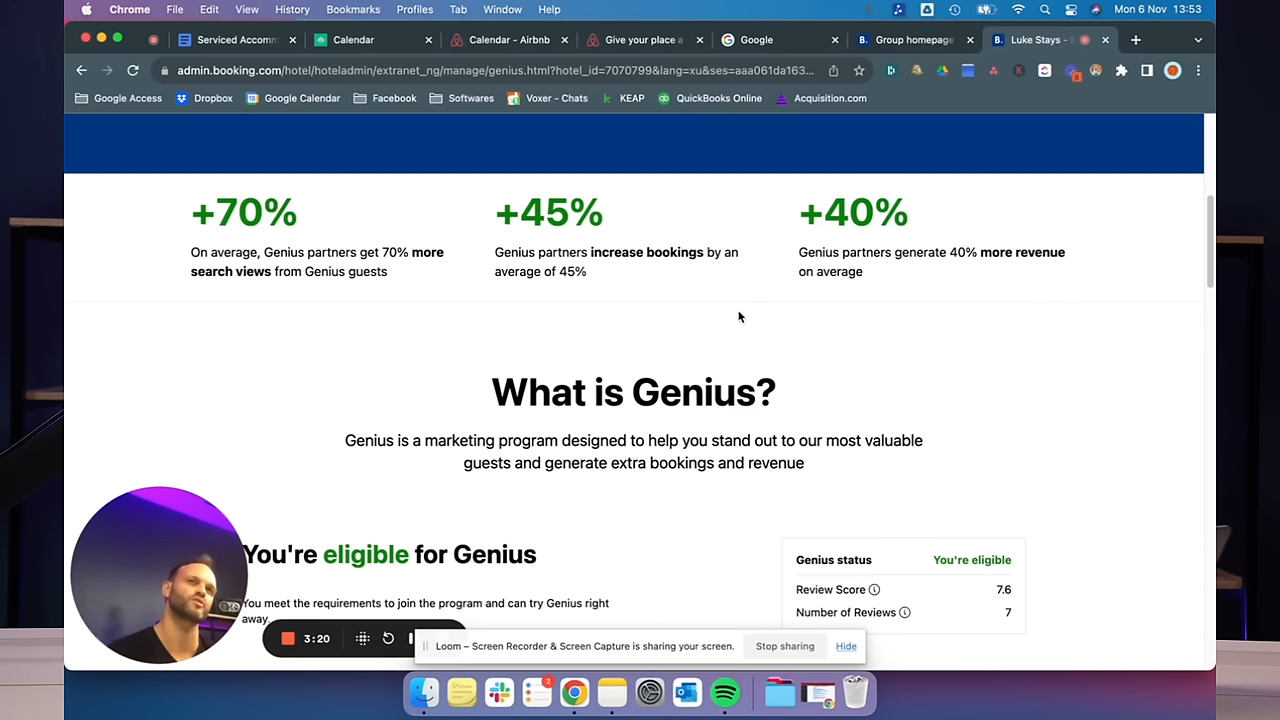 Chrome File Edit View History Bookmarks Profiles Tab Window Help Mon 6 Nov 13:53
Serviced Accomm Calendar Calendar - Airbnb Give your place a Google Group homepage Luke Stays -
admin.booking.com/hotel/hoteladmin/extranet_ng/manage/genius.html?hotel_id=7070799&lang=xu&ses=aaa061da163...
Google Access Dropbox Google Calendar Facebook Softwares Voxer - Chats KEAP QuickBooks Online Acquisition.com
+70% +45% +40%
On average, Genius partners get 70% more Genius partners increase bookings by an Genius partners generate 40% more revenue
search views from Genius guests average of 45% on average
What is Genius?
Genius is a marketing program designed to help you stand out to our most valuable
guests and generate extra bookings and revenue
You're eligible for Genius
Genius status You're eligible
Review Score 7.6
You meet the requirements to join the program and can try Genius right
away.
Number of Reviews 7
3:20
Loom – Screen Recorder & Screen Capture is sharing your screen. Stop sharing Hide
2